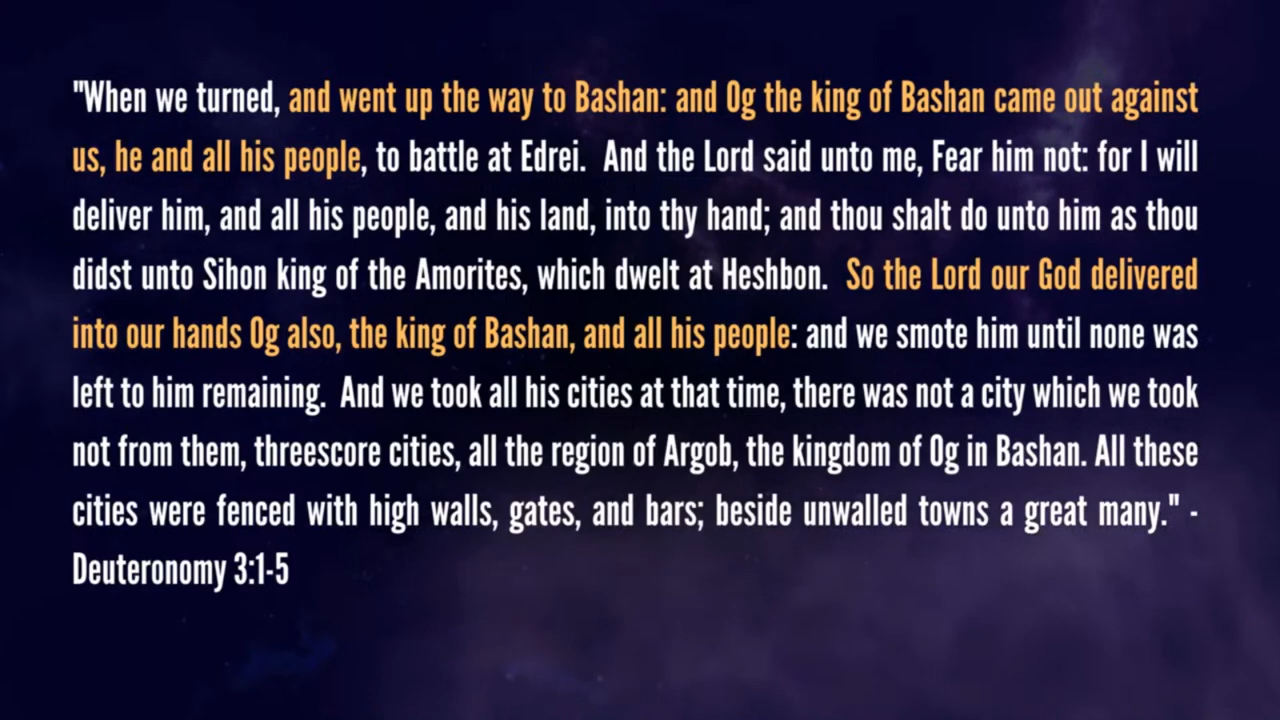 "When we turned, and went up the way to Bashan: and Og the king of Bashan came out against
us, he and all his people, to battle at Edrei.  And the Lord said unto me, Fear him not: for I will
deliver him, and all his people, and his land, into thy hand; and thou shalt do unto him as thou
didst unto Sihon king of the Amorites, which dwelt at Heshbon.  So the Lord our God delivered
into our hands Og also, the king of Bashan, and all his people: and we smote him until none was
left to him remaining.  And we took all his cities at that time, there was not a city which we took
not from them, threescore cities, all the region of Argob, the kingdom of Og in Bashan. All these
cities were fenced with high walls, gates, and bars; beside unwalled towns a great many." -
Deuteronomy 3:1-5